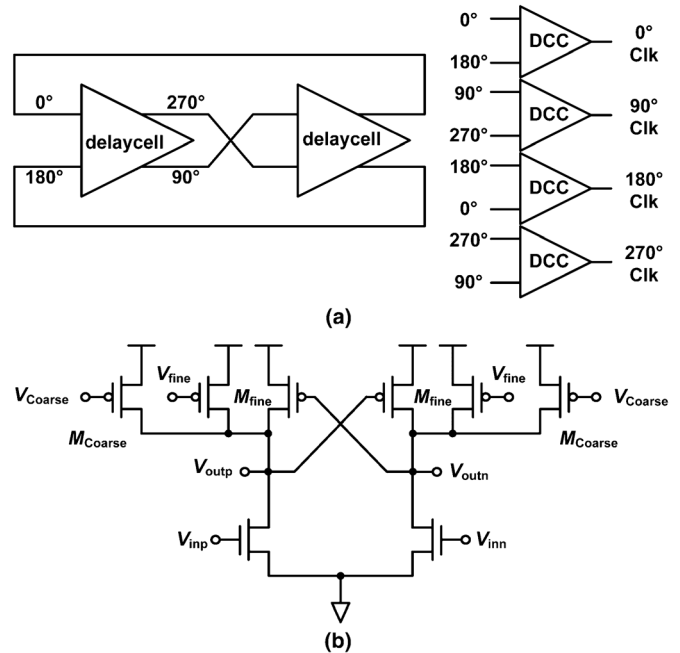 0°
270°
delaycell
180°
90°
delaycell
0°
180°
DCC
0°
Clk
90°
270°
DCC
90°
Clk
180°
0°
DCC
180°
Clk
270°
90°
DCC
270°
Clk
(a)
VCoarse
MCoarse
Vfine
Mfine
Mfine
Vfine
VCoarse
MCoarse
Voutp
Voutn
Vinp
Vinn
(b)